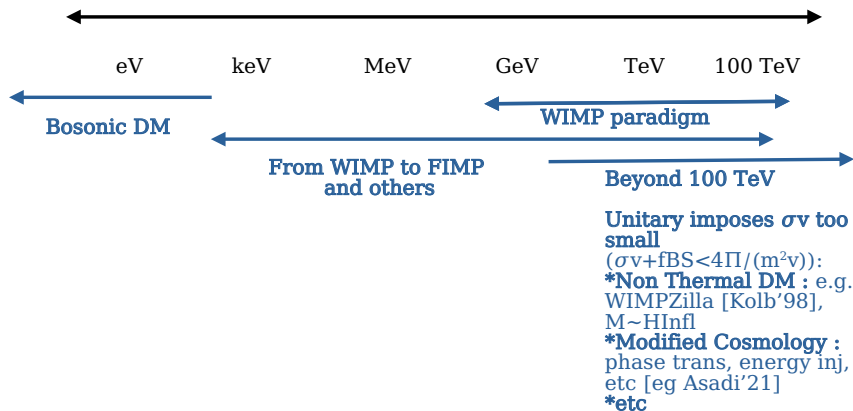 eV keV MeV GeV TeV 100 TeV
Bosonic DM
WIMP paradigm
From WIMP to FIMP
and others
Beyond 100 TeV
Unitary imposes σv too
small
(σv+fBS<4Π/(m²v)):
*Non Thermal DM : e.g.
WIMPZilla [Kolb’98],
M~HInfl
*Modified Cosmology :
phase trans, energy inj,
etc [eg Asadi’21]
*etc